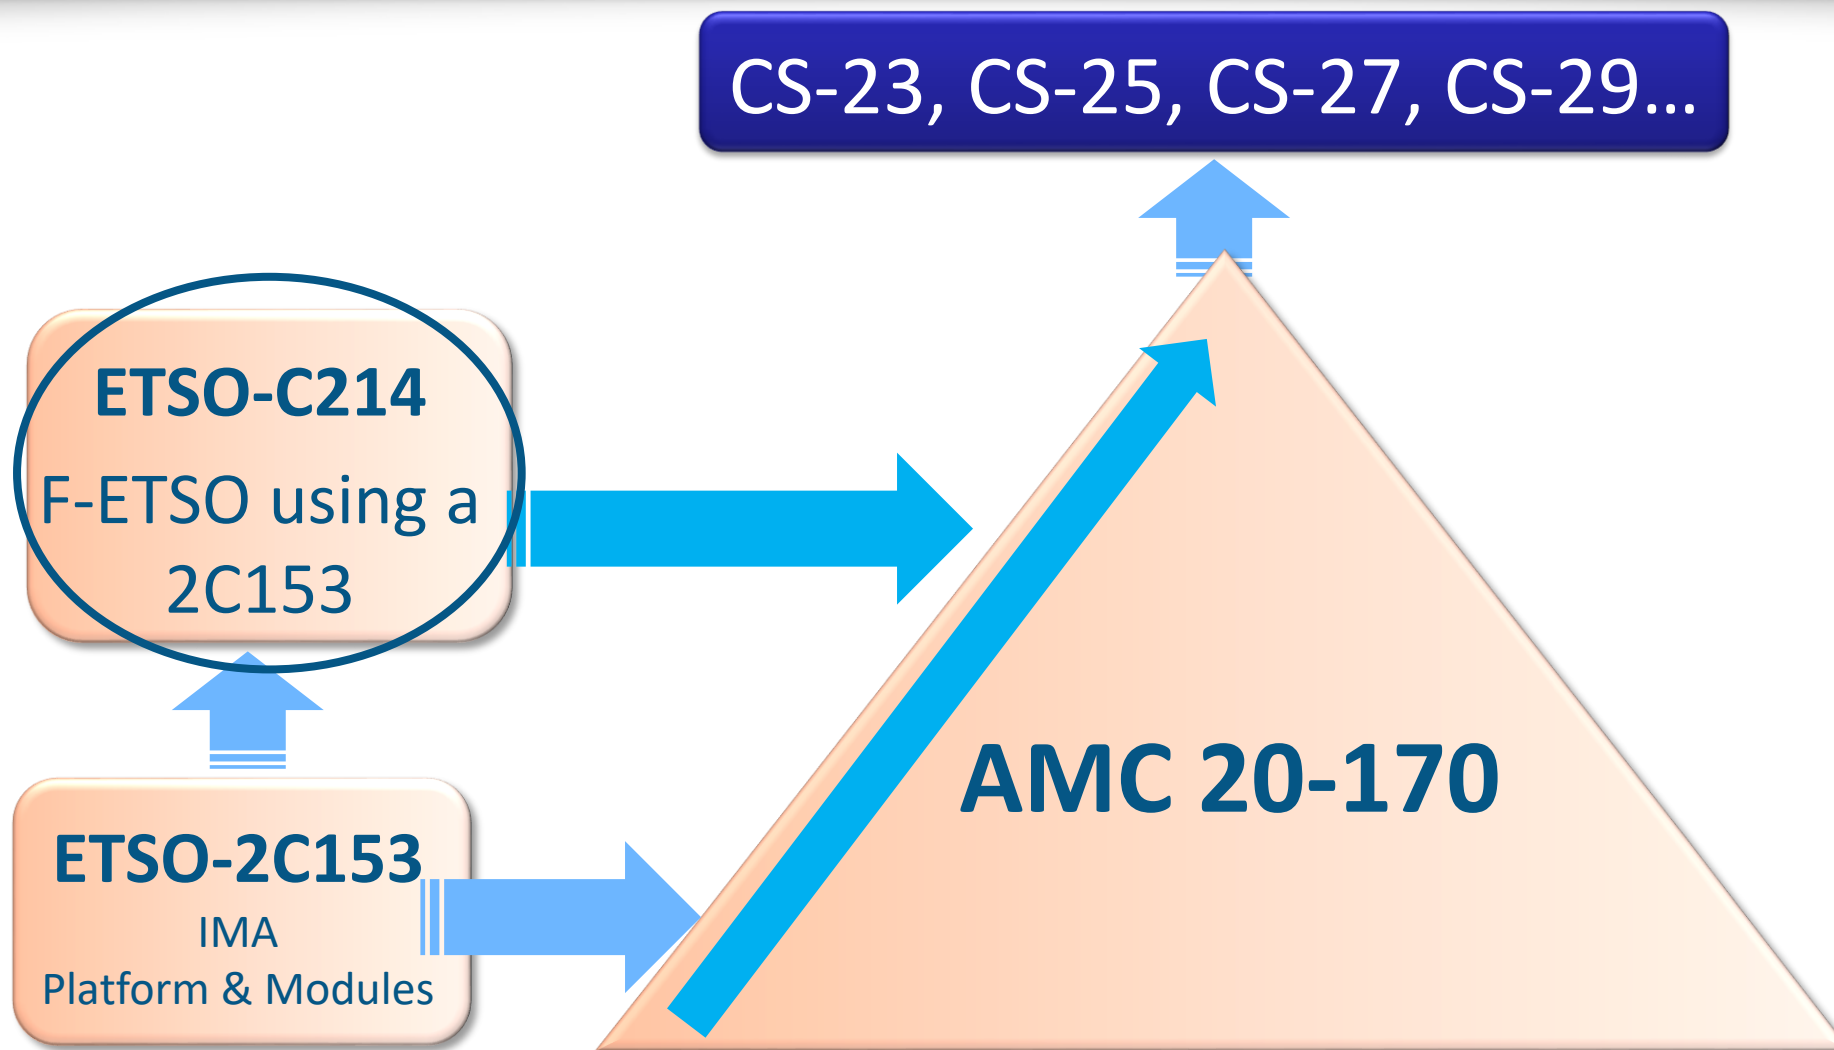 CS-23, CS-25, CS-27, CS-29...
ETSO-C214
F-ETSO using a
2C153
AMC 20-170
ETSO-2C153
IMA
Platform & Modules